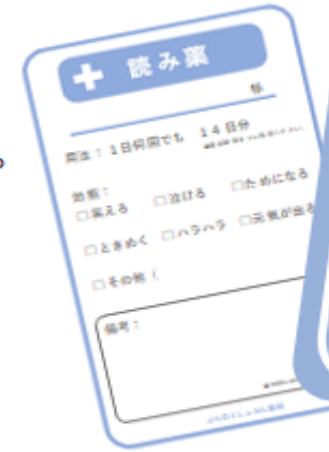 読み薬
様
用法：1日何回でも 14日分
効能：
□笑える □泣ける □ためになる
□ときめく □ハラハラ □元気が出る
□その他（
備考：